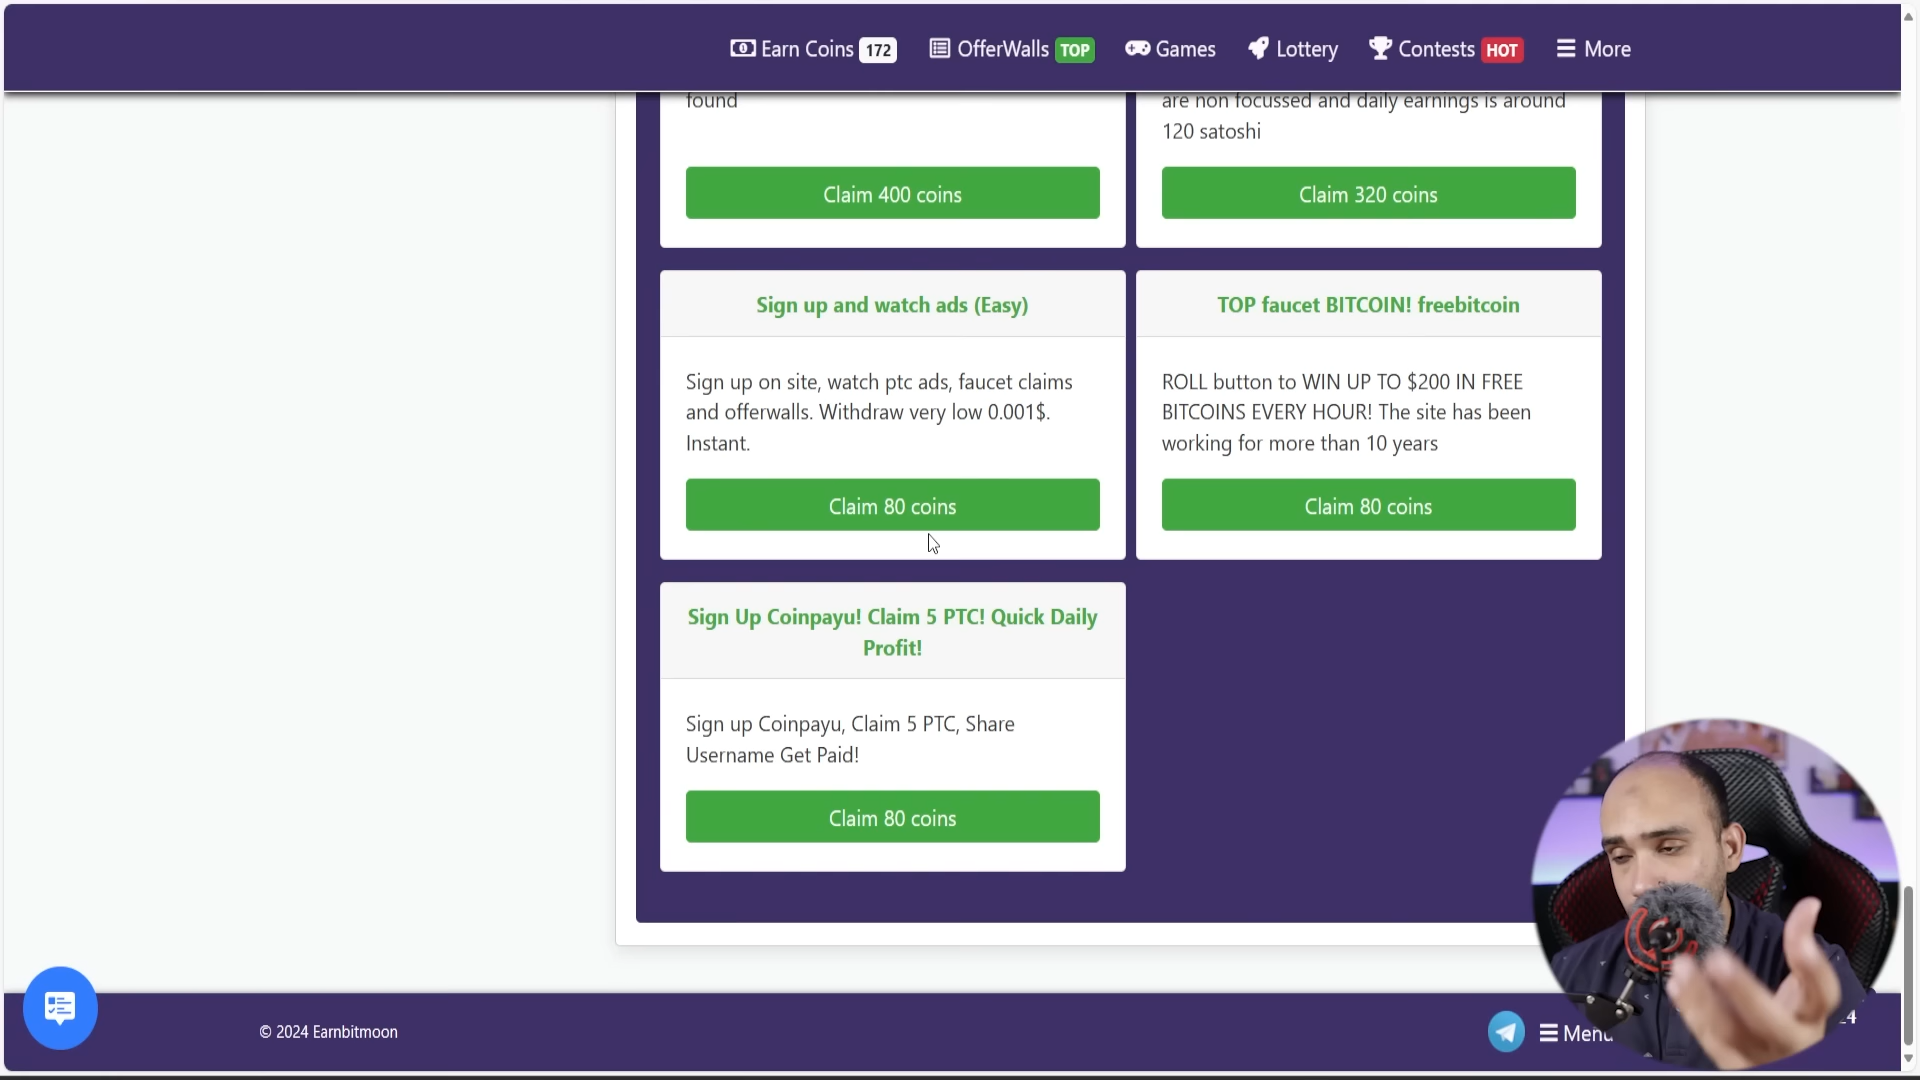 Earn Coins 172 OfferWalls TOP Games Lottery Contests HOT More
found
are non focussed and daily earnings is around
120 satoshi
Claim 400 coins
Claim 320 coins
Sign up and watch ads (Easy)
Sign up on site, watch ptc ads, faucet claims
and offerwalls. Withdraw very low 0.001$.
Instant.
Claim 80 coins
TOP faucet BITCOIN! freebitcoin
ROLL button to WIN UP TO $200 IN FREE
BITCOINS EVERY HOUR! The site has been
working for more than 10 years
Claim 80 coins
Sign Up Coinpayu! Claim 5 PTC! Quick Daily
Profit!
Sign up Coinpayu, Claim 5 PTC, Share
Username Get Paid!
Claim 80 coins
© 2024 Earnbitmoon
Menu